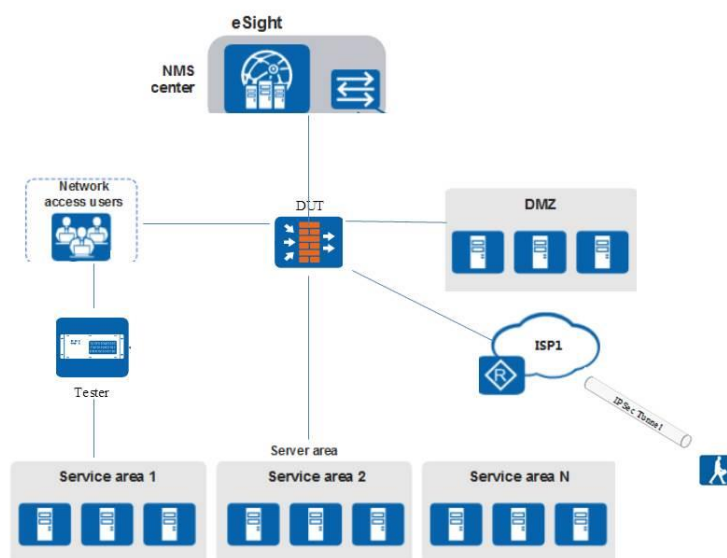 eSight
NMS
center
Network
access users
DUT
DMZ
ISP1
R
IPSec Tunnel
Tester
Server area
Service area 1
Service area 2
Service area N